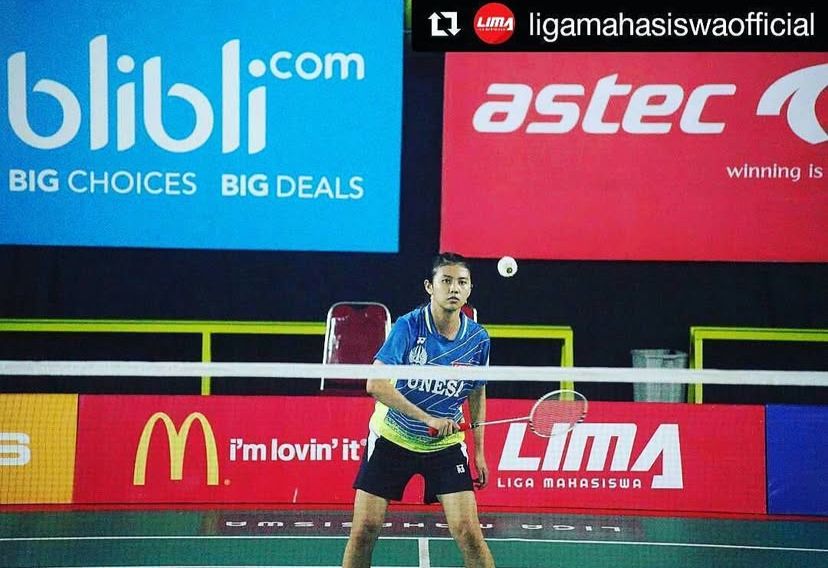 LIMA
ligamahasiswaofficial
blibli.com
BIG CHOICES BIG DEALS
astec
winning is
UNESA
S
i'm lovin' it®
LIMA
LIGA MAHASISWA